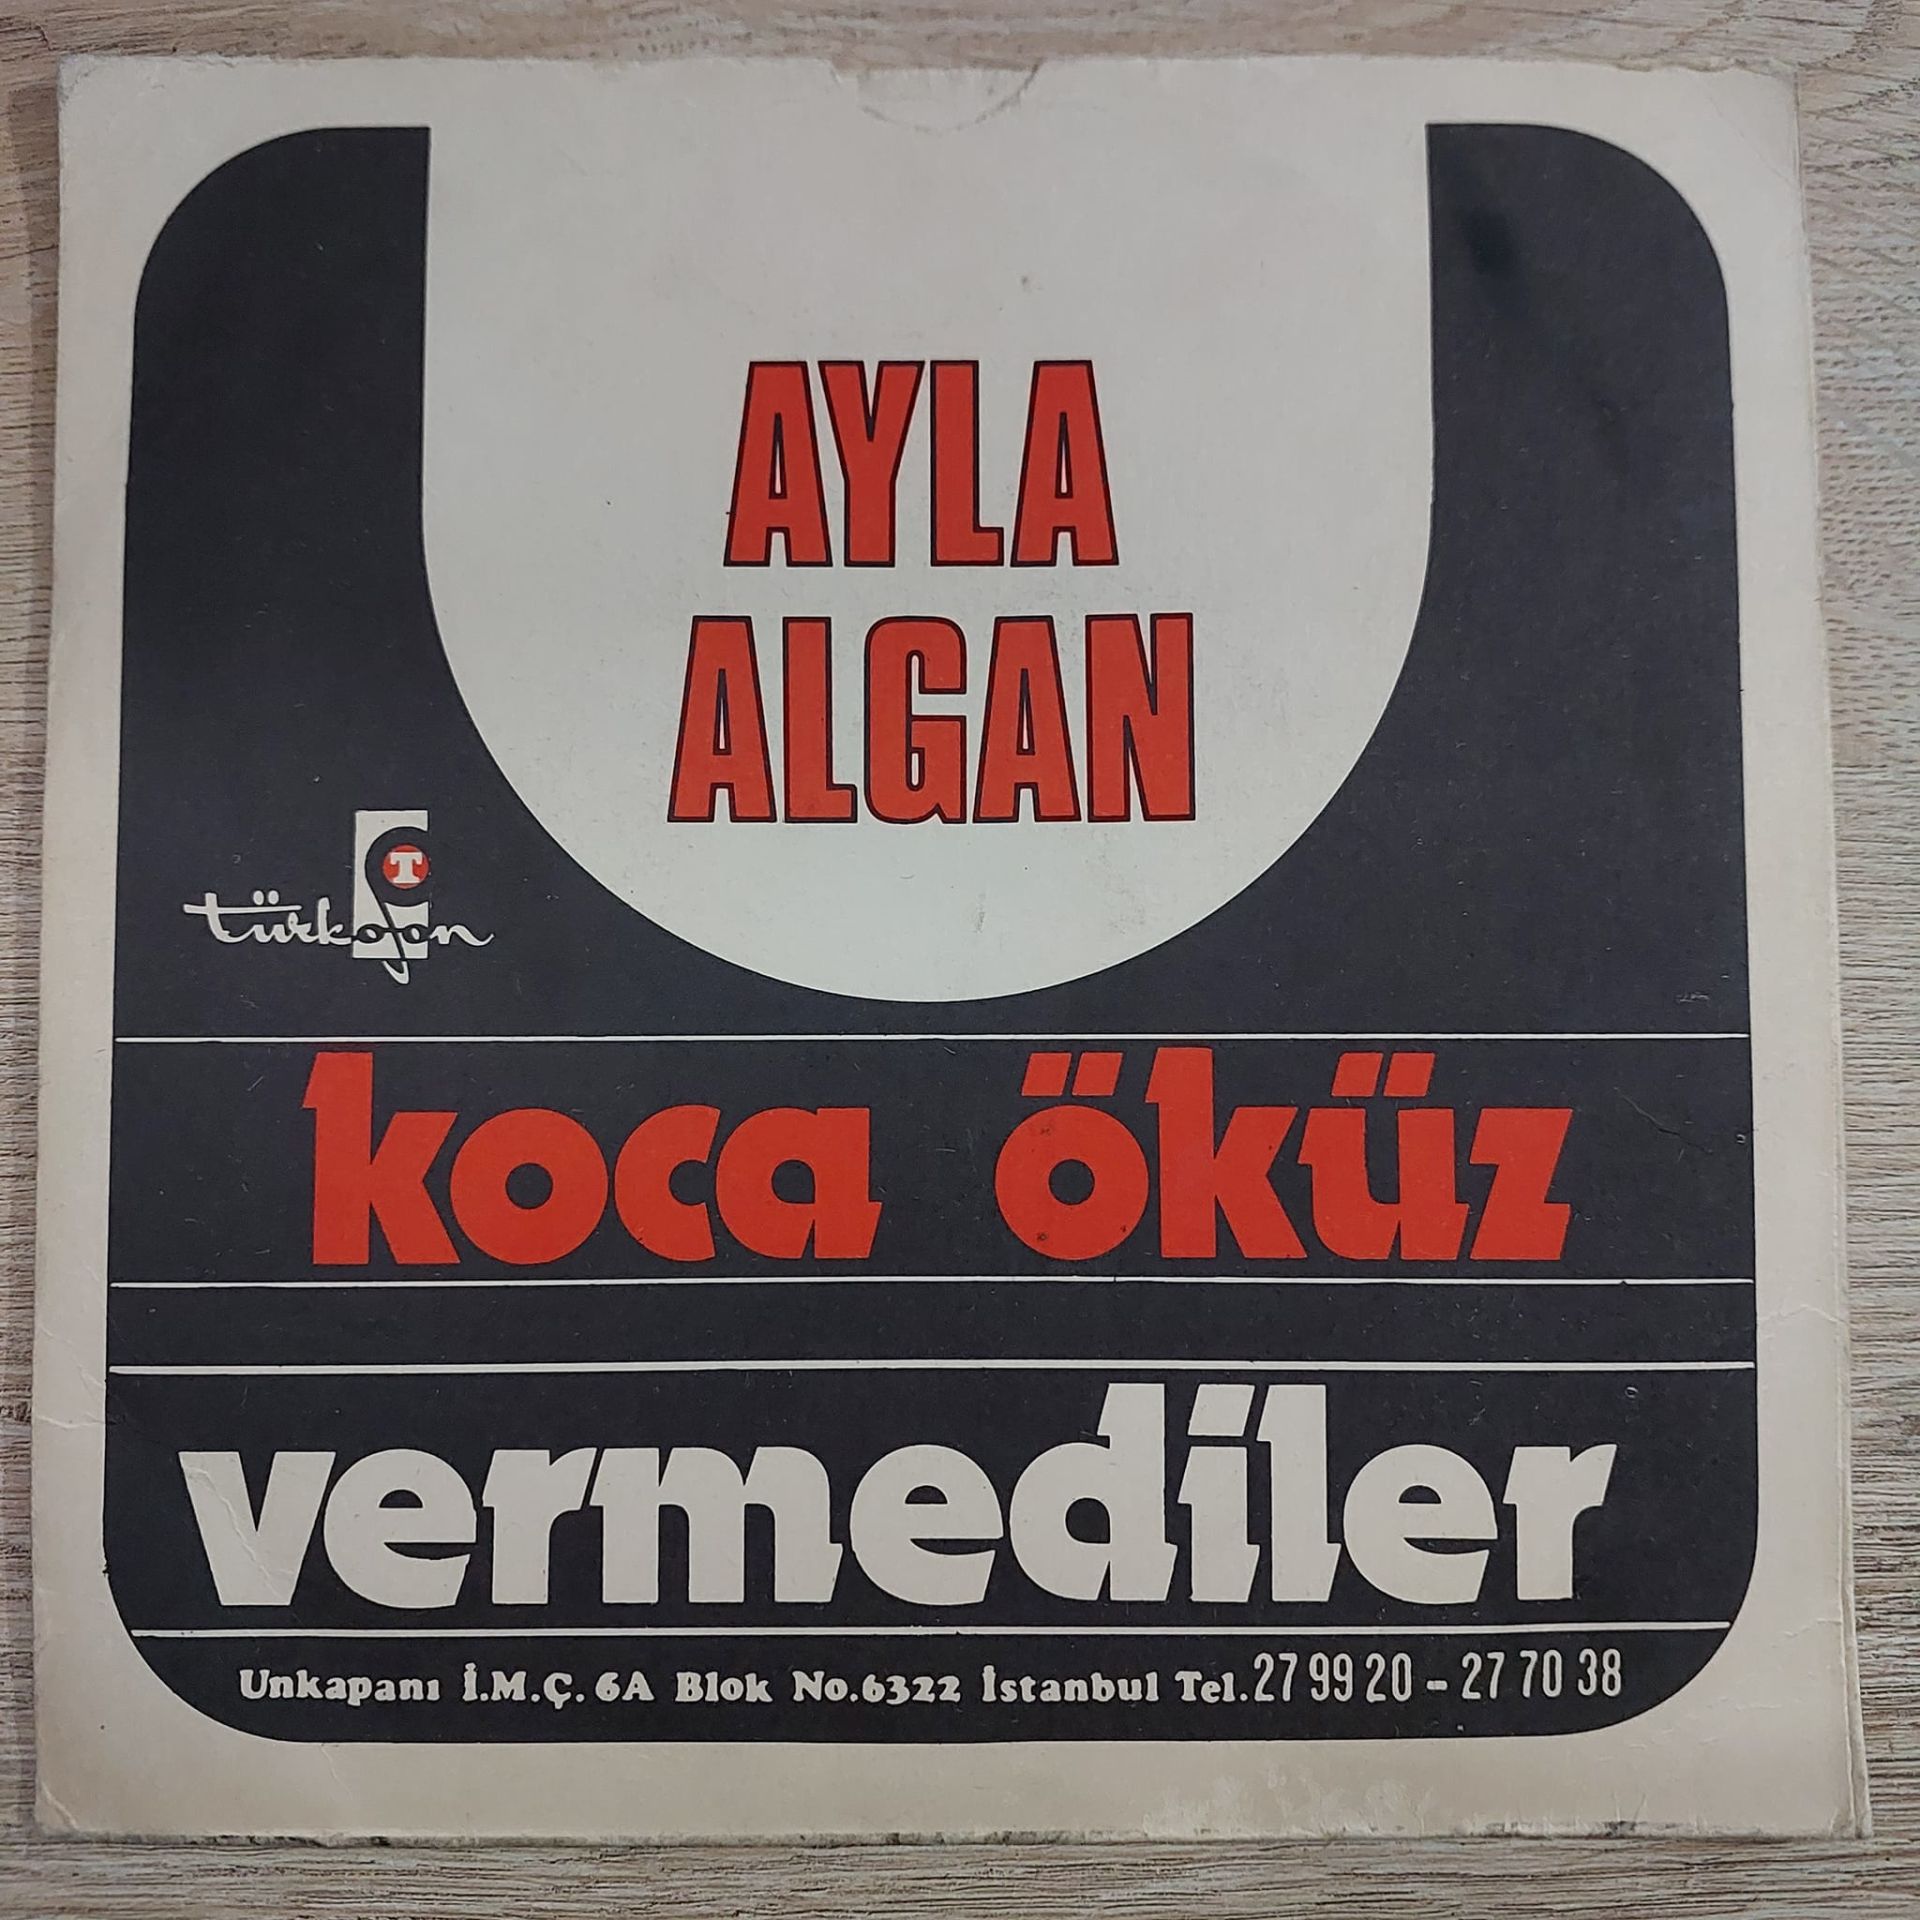 AYLA
ALGAN
T
türkofon
koca öküz
vermediler
Unkapanı İ.M.Ç. 6A Blok No.6322 İstanbul Tel.27 99 20 - 27 70 38